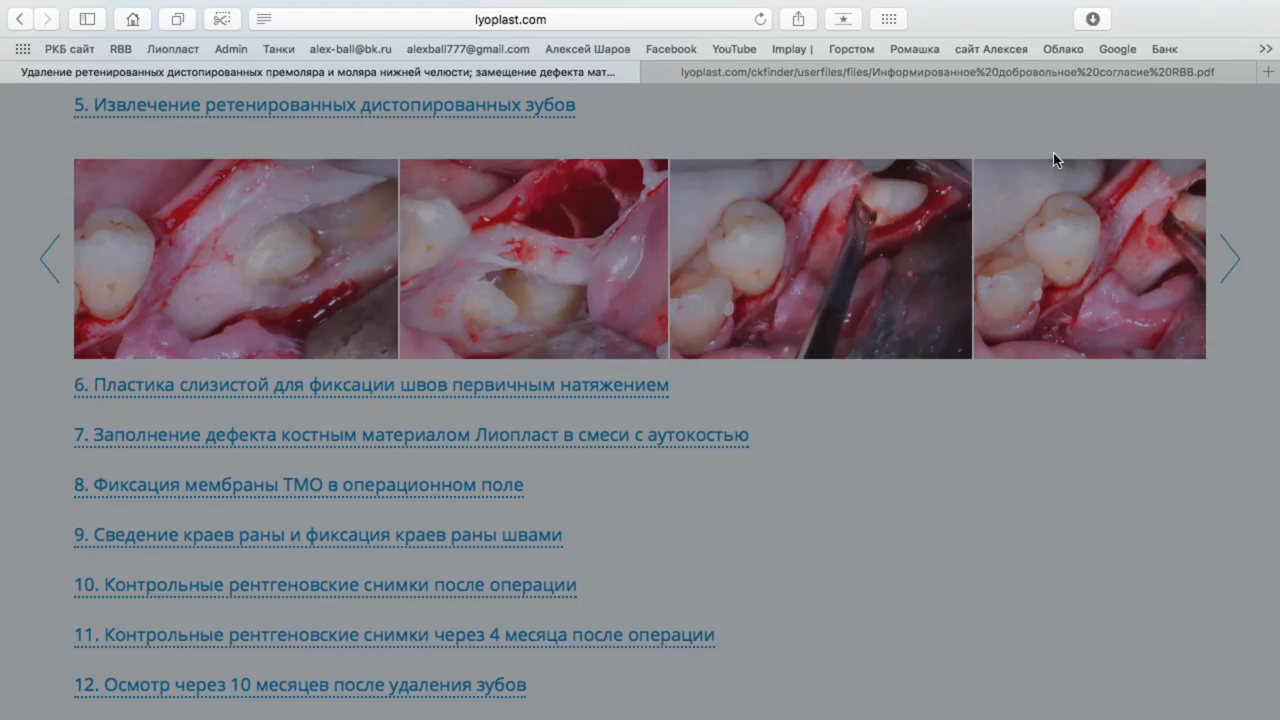 lyoplast.com
РКБ сайт RBB Лиопласт Admin Танки alex-ball@bk.ru alexball777@gmail.com Алексей Шаров Facebook YouTube Implay | Горстом Ромашка сайт Алексея Облако Google Банк
Удаление ретенированных дистопированных премоляра и моляра нижней челюсти; замещение дефекта мат... lyoplast.com/ckfinder/userfiles/files/Информированное%20добровольное%20согласие%20RBB.pdf
5. Извлечение ретенированных дистопированных зубов
6. Пластика слизистой для фиксации швов первичным натяжением
7. Заполнение дефекта костным материалом Лиопласт в смеси с аутокостью
8. Фиксация мембраны ТМО в операционном поле
9. Сведение краев раны и фиксация краев раны швами
10. Контрольные рентгеновские снимки после операции
11. Контрольные рентгеновские снимки через 4 месяца после операции
12. Осмотр через 10 месяцев после удаления зубов